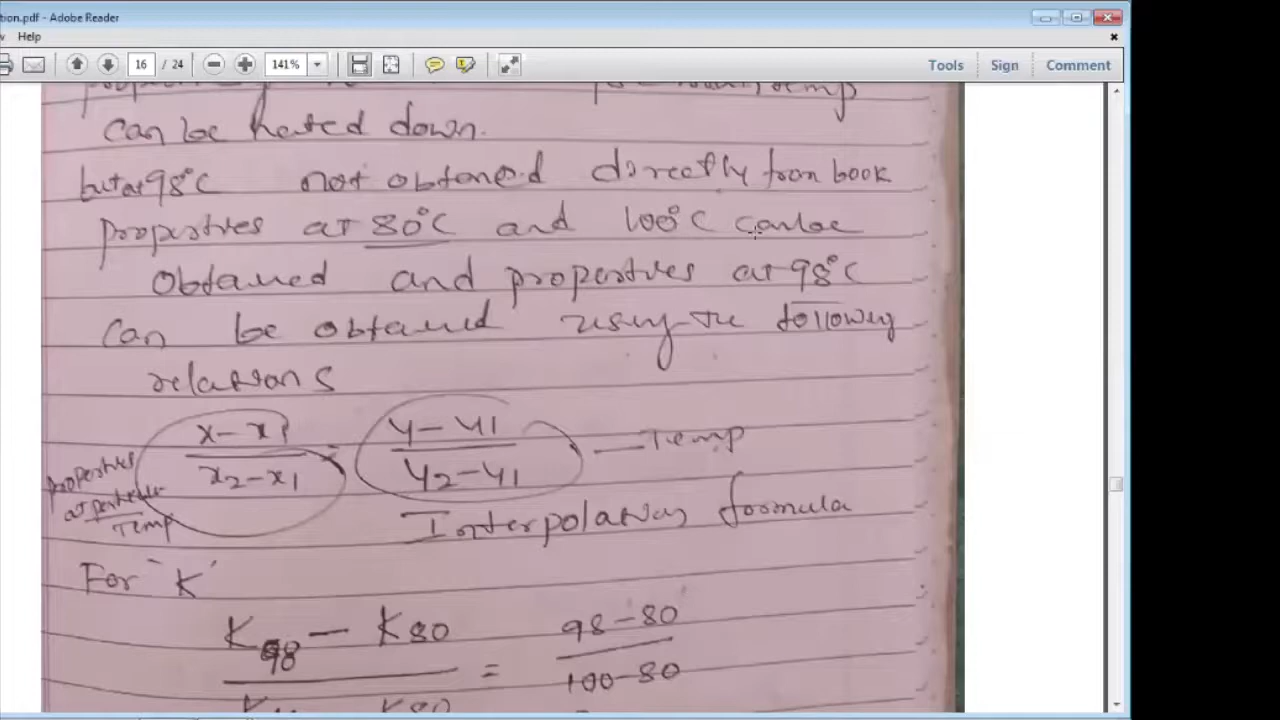 tion.pdf - Adobe Reader
Help
16 / 24
141%
Tools Sign Comment
can be noted down.
but at 98°C not obtaned directly from book
properties at 80°C and 100°C can be
obtained and properties at 98°C
can be obtained using the following
relations
x - x1 / x2 - x1 = y - y1 / y2 - y1 — Temp
properties
at
Temp
Interpolation formula
For "K"
K98 - K80 = 98 - 80
100 - 80
K80